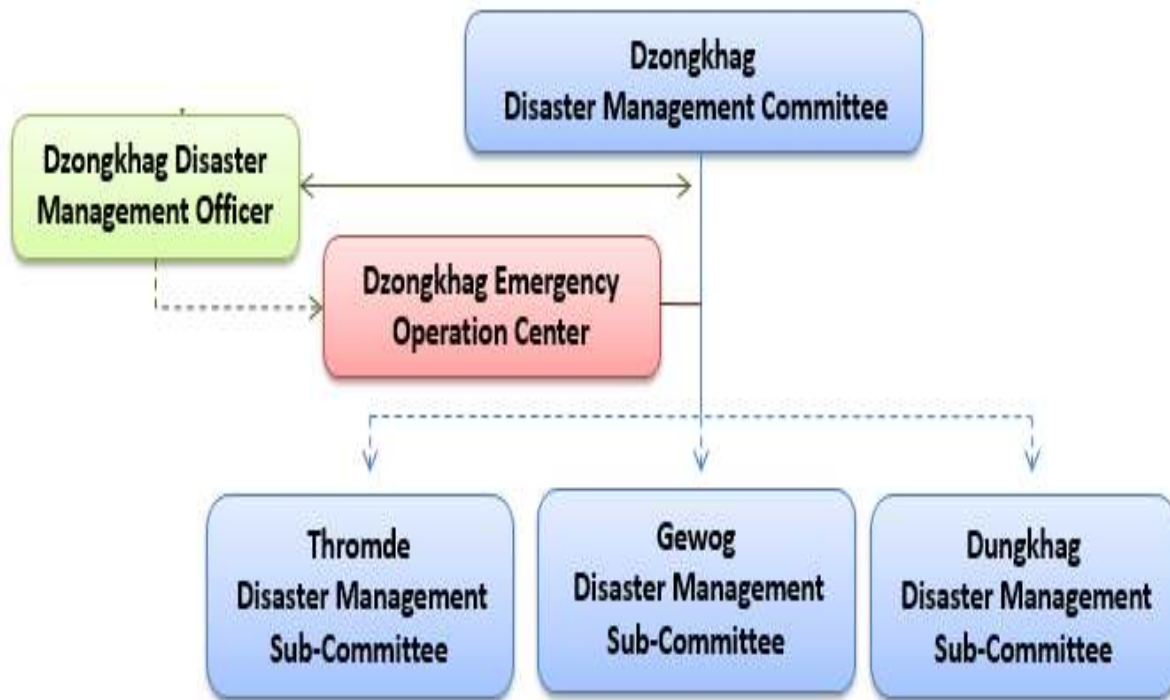 Dzongkhag
Disaster Management Committee
Dzongkhag Disaster
Management Officer
Dzongkhag Emergency
Operation Center
Thromde
Disaster Management
Sub-Committee
Gewog
Disaster Management
Sub-Committee
Dungkhag
Disaster Management
Sub-Committee